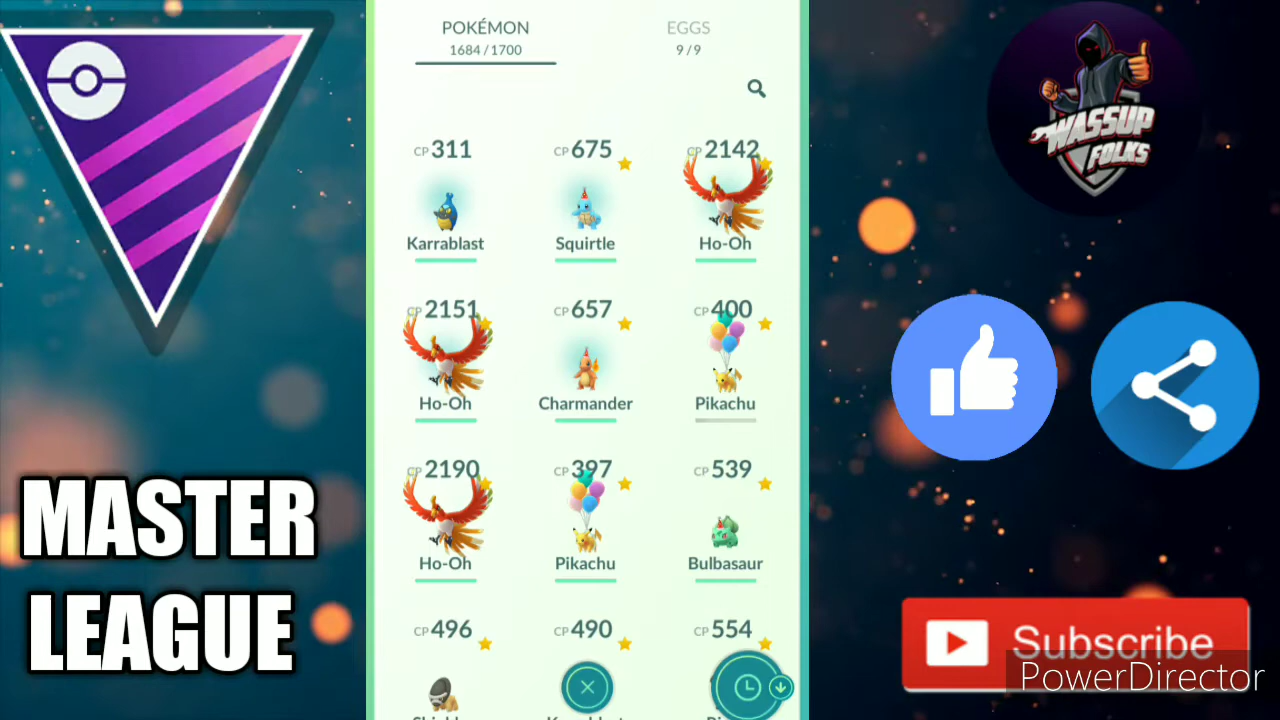 POKÉMON
EGGS
1684 / 1700
9 / 9
CP 311
CP 675
CP 2142
Karrablast
Squirtle
Ho-Oh
CP 2151
CP 657
CP 400
Ho-Oh
Charmander
Pikachu
CP 2190
CP 397
CP 539
Ho-Oh
Pikachu
Bulbasaur
CP 496
CP 490
CP 554
MASTER
LEAGUE
WASSUP
FOLKS
Subscribe
PowerDirector